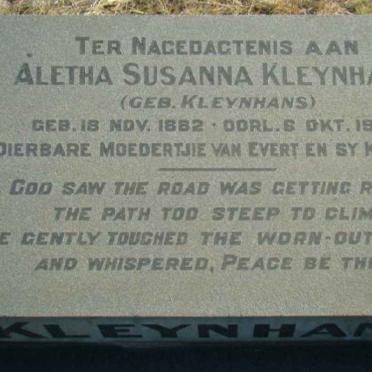 TER NAGEDAGTENIS AAN
ALETHA SUSANNA KLEYNHA
(GEB. KLEYNHANS)
GEB. 18 NOV. 1882 · OORL. 6 OKT. 19
DIERBARE MOEDERTJIE VAN EVERT EN SY K
GOD SAW THE ROAD WAS GETTING R
THE PATH TOO STEEP TO CLIM
E GENTLY TOUCHED THE WORN-OUT
AND WHISPERED, PEACE BE TH
KLEYNHAN